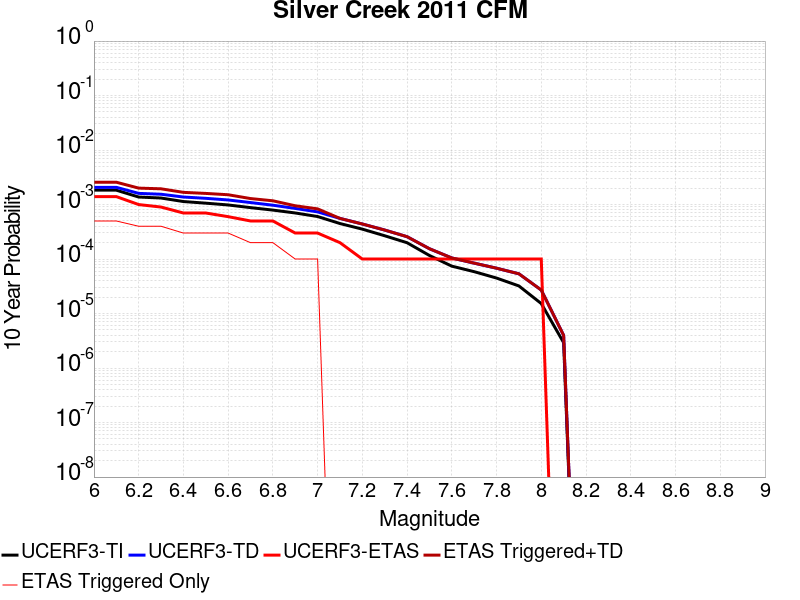 Silver Creek 2011 CFM
10 0
10 -1
10 -2
10 -3
10 -4
10 -5
10 -6
10 -7
10 -8
10 Year Probability
6 6.2 6.4 6.6 6.8 7 7.2 7.4 7.6 7.8 8 8.2 8.4 8.6 8.8 9
Magnitude
UCERF3-TI UCERF3-TD UCERF3-ETAS ETAS Triggered+TD
ETAS Triggered Only